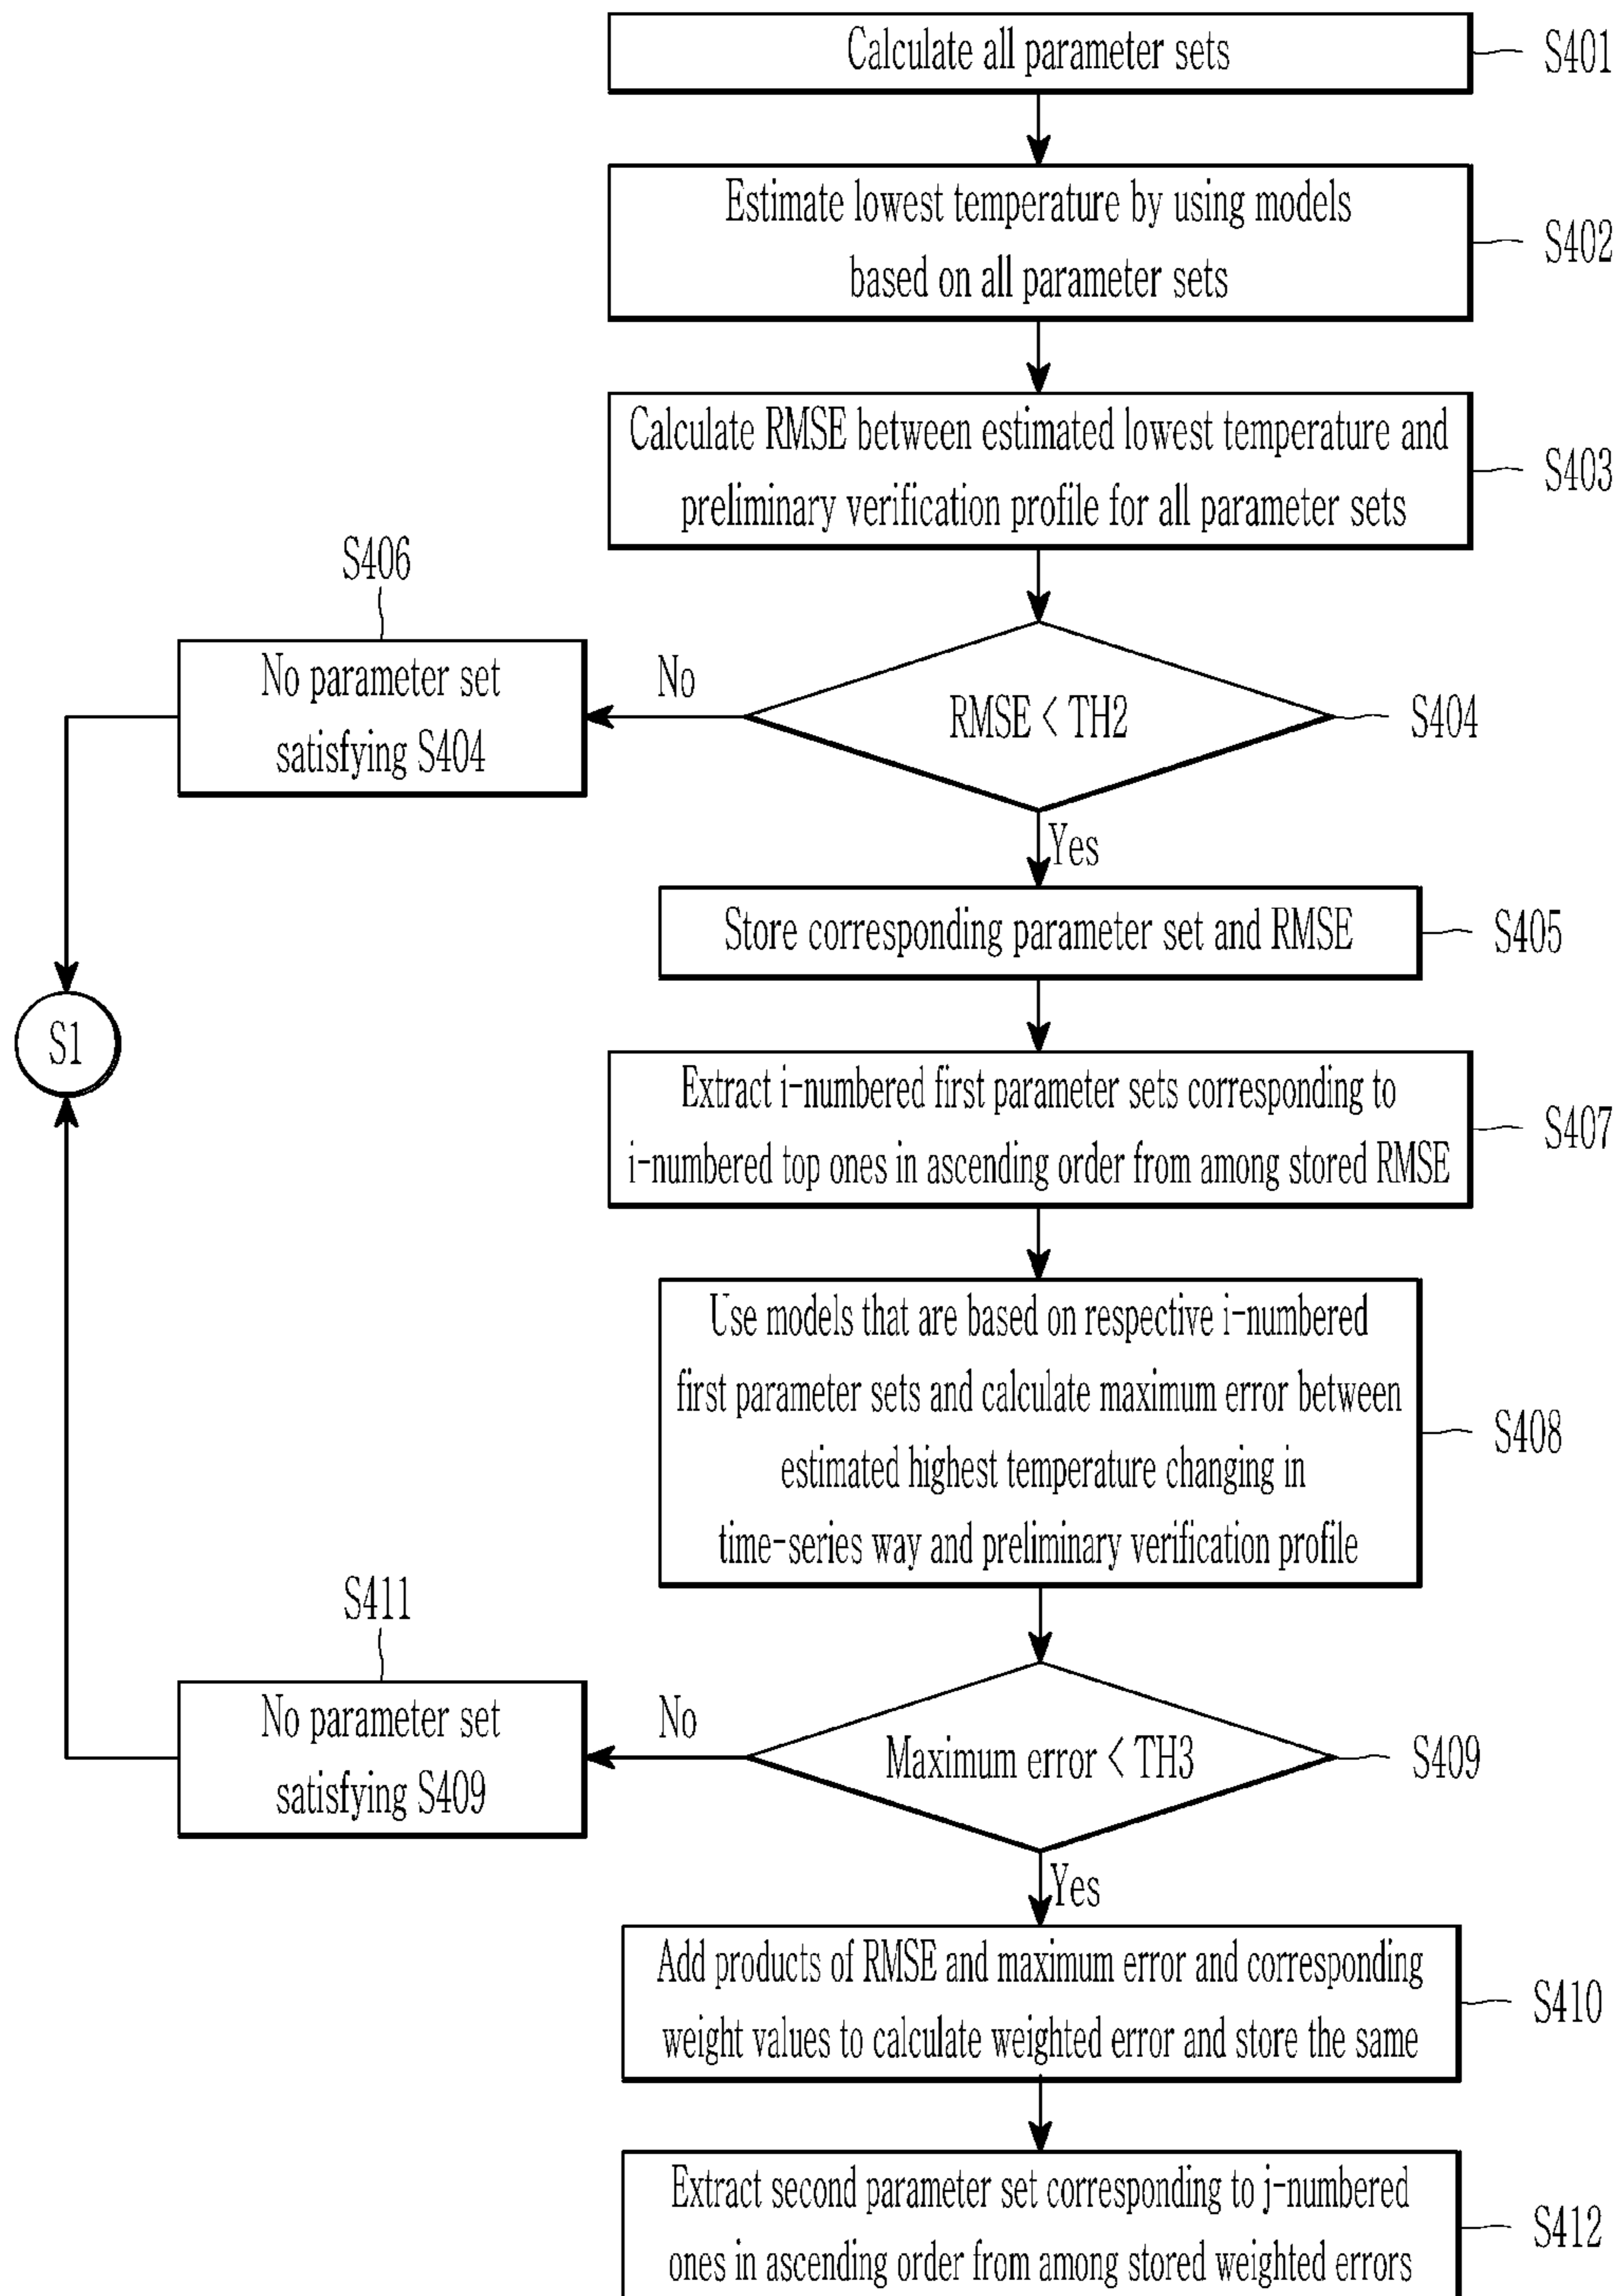 Calculate all parameter sets
S401
Estimate lowest temperature by using models
based on all parameter sets
S402
Calculate RMSE between estimated lowest temperature and
preliminary verification profile for all parameter sets
S403
S406
No parameter set
satisfying S404
No
RMSE < TH2
S404
Yes
Store corresponding parameter set and RMSE
S405
S1
Extract i-numbered first parameter sets corresponding to
i-numbered top ones in ascending order from among stored RMSE
S407
Use models that are based on respective i-numbered
first parameter sets and calculate maximum error between
estimated highest temperature changing in
time-series way and preliminary verification profile
S408
S411
No parameter set
satisfying S409
No
Maximum error < TH3
S409
Yes
Add products of RMSE and maximum error and corresponding
weight values to calculate weighted error and store the same
S410
Extract second parameter set corresponding to j-numbered
ones in ascending order from among stored weighted errors
S412